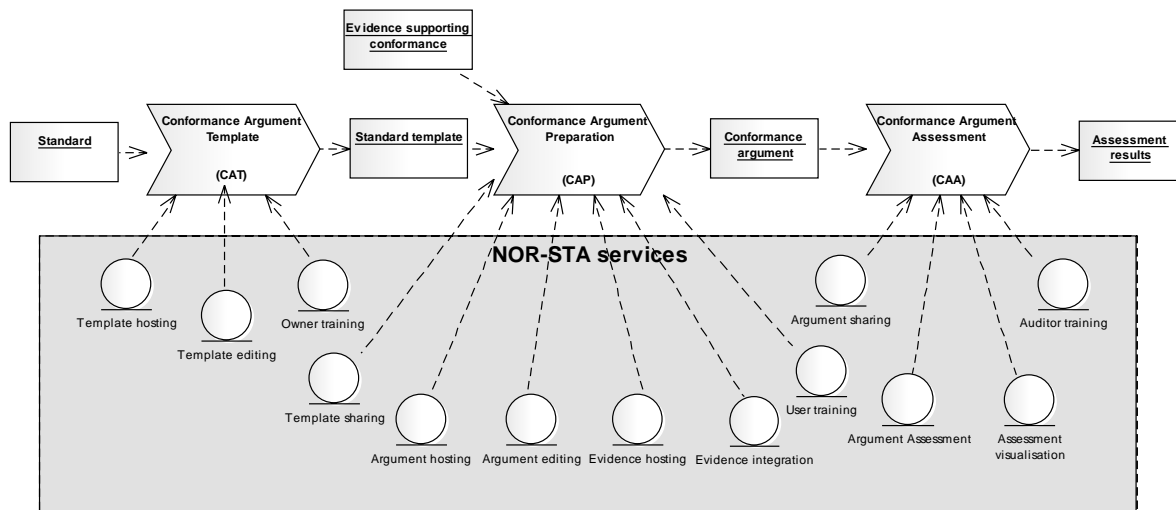 Evidence supporting
conformance
Standard
Conformance Argument
Template
(CAT)
Standard template
Conformance Argument
Preparation
(CAP)
Conformance
argument
Conformance Argument
Assessment
(CAA)
Assessment
results
NOR-STA services
Template hosting
Template editing
Owner training
Template sharing
Argument hosting
Argument editing
Evidence hosting
Evidence integration
User training
Argument sharing
Argument Assessment
Assessment
visualisation
Auditor training